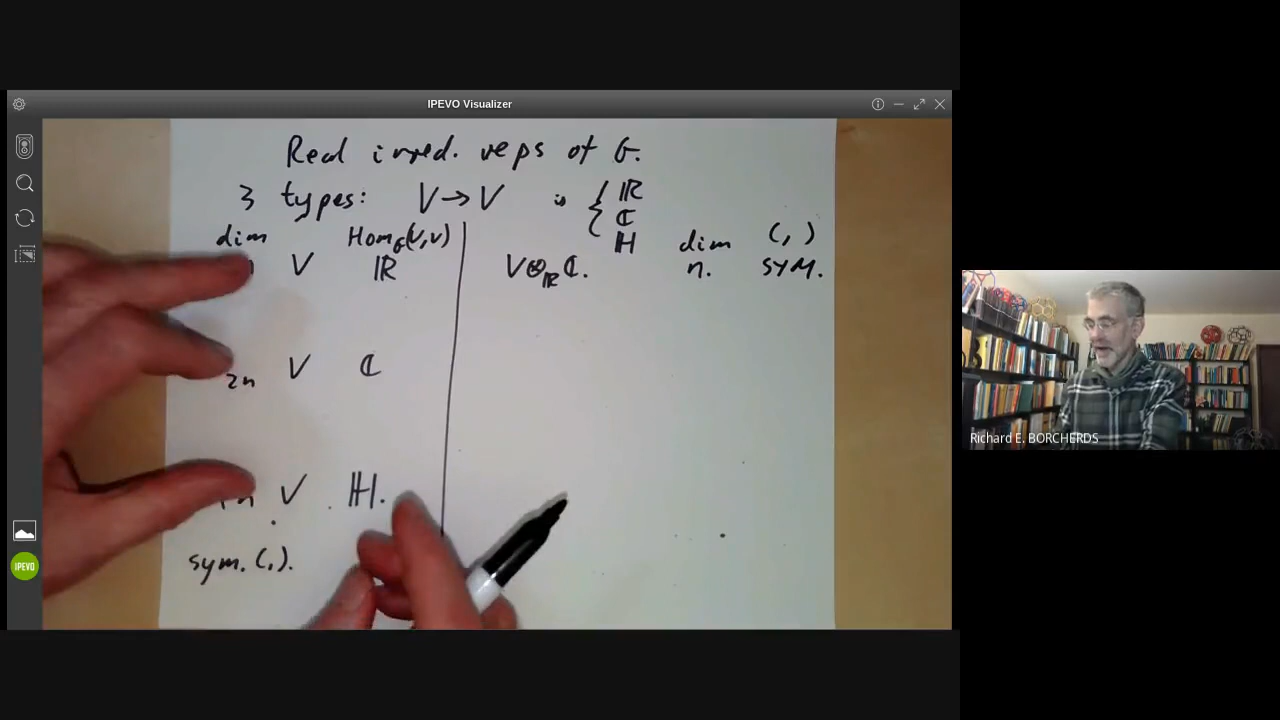 IPEVO Visualizer
Real irred. reps of G.
3 types: V → V is { ℝ ℂ ℍ
dim Hom_G(V,V) dim ( , )
n V ℝ V⊗_ℝ ℂ. n. sym.
2n V ℂ
V ℍ.
sym. (,).
Richard E. BORCHERDS
IPEVO